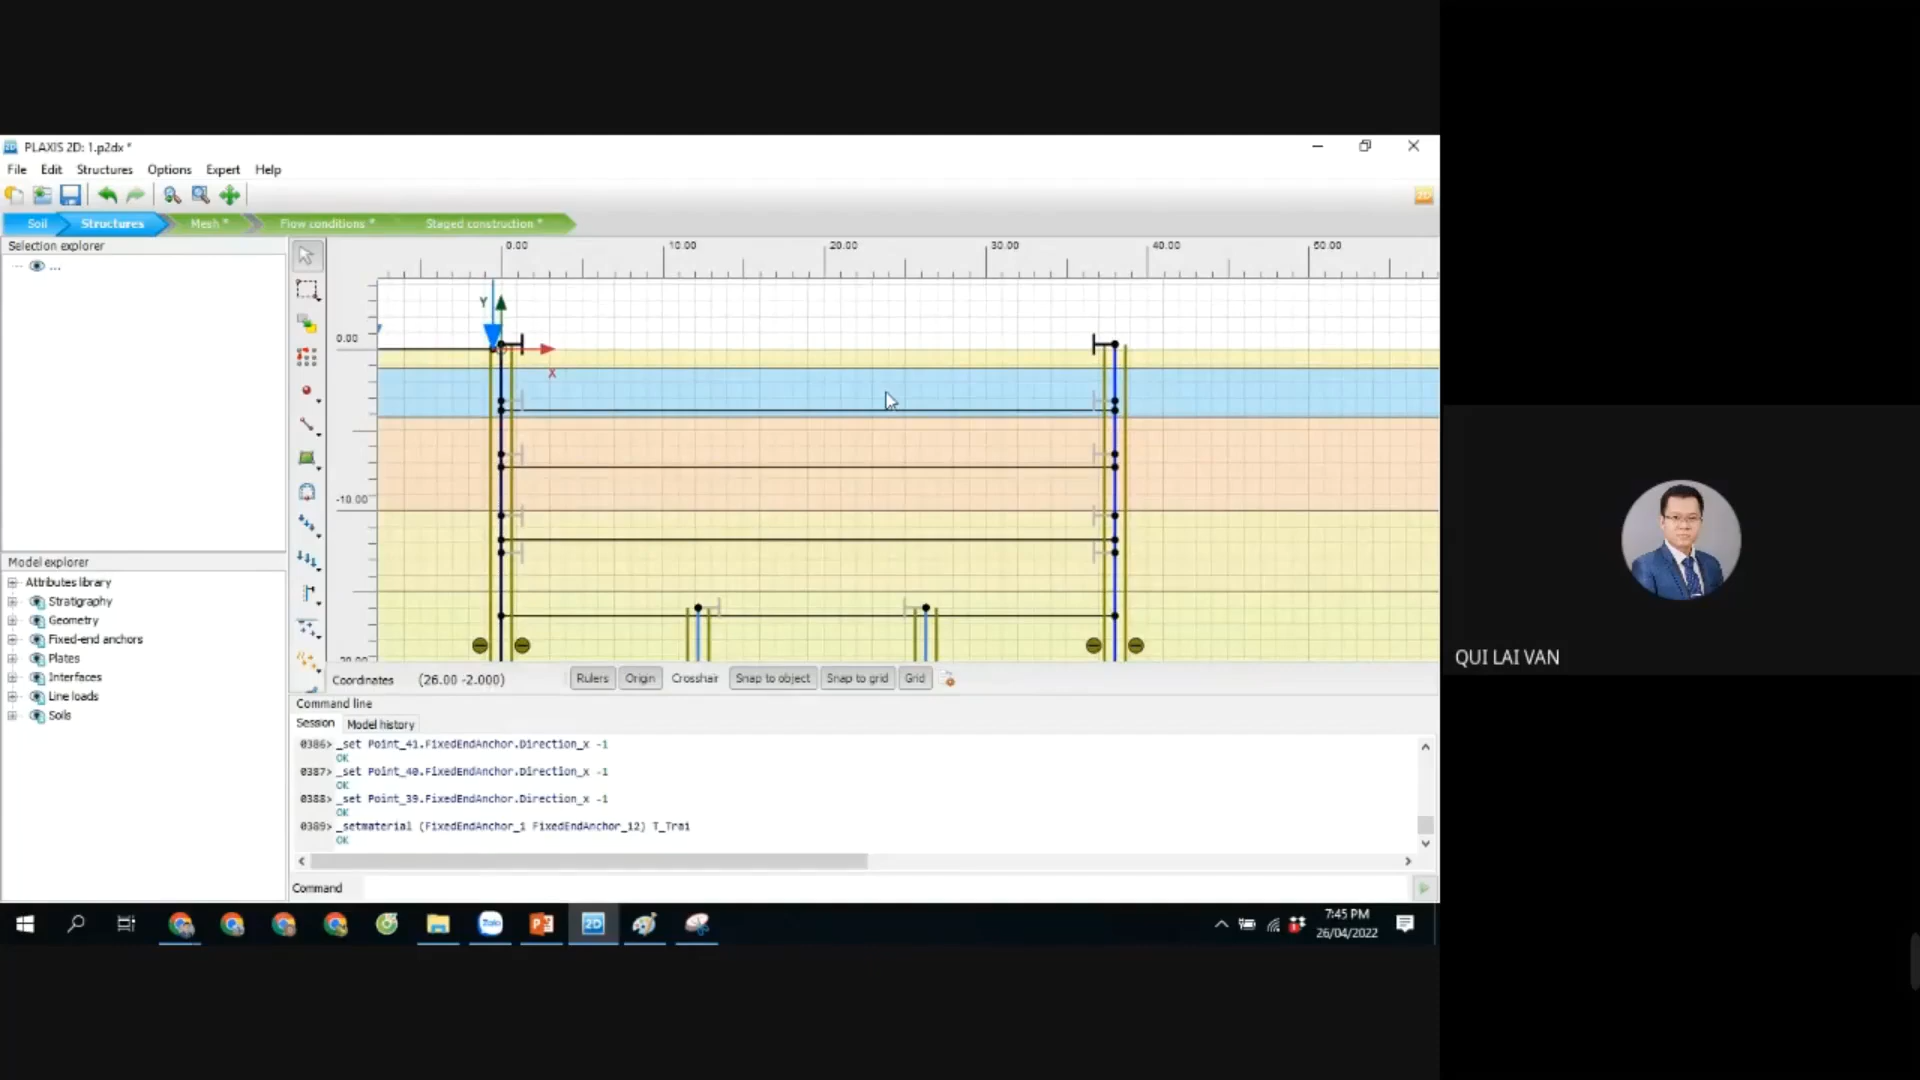 PLAXIS 2D: 1.p2dx *
File Edit Structures Options Expert Help
Soil Structures Mesh * Flow conditions * Staged construction *
Selection explorer
...
0.00 10.00 20.00 30.00 40.00 50.00
Y
0.00
X
-10.00
Model explorer
Attributes library
Stratigraphy
Geometry
Fixed-end anchors
Plates
Interfaces
Line loads
Soils
Coordinates (26.00 -2.000) Rulers Origin Crosshair Snap to object Snap to grid Grid
Command line
Session Model history
0386> _set Point_41.FixedEndAnchor.Direction_x -1
OK
0387> _set Point_40.FixedEndAnchor.Direction_x -1
OK
0388> _set Point_39.FixedEndAnchor.Direction_x -1
OK
0389> _setmaterial (FixedEndAnchor_1 FixedEndAnchor_12) T_Trai
OK
Command
2D
Zalo
7:45 PM
26/04/2022
QUI LAI VAN